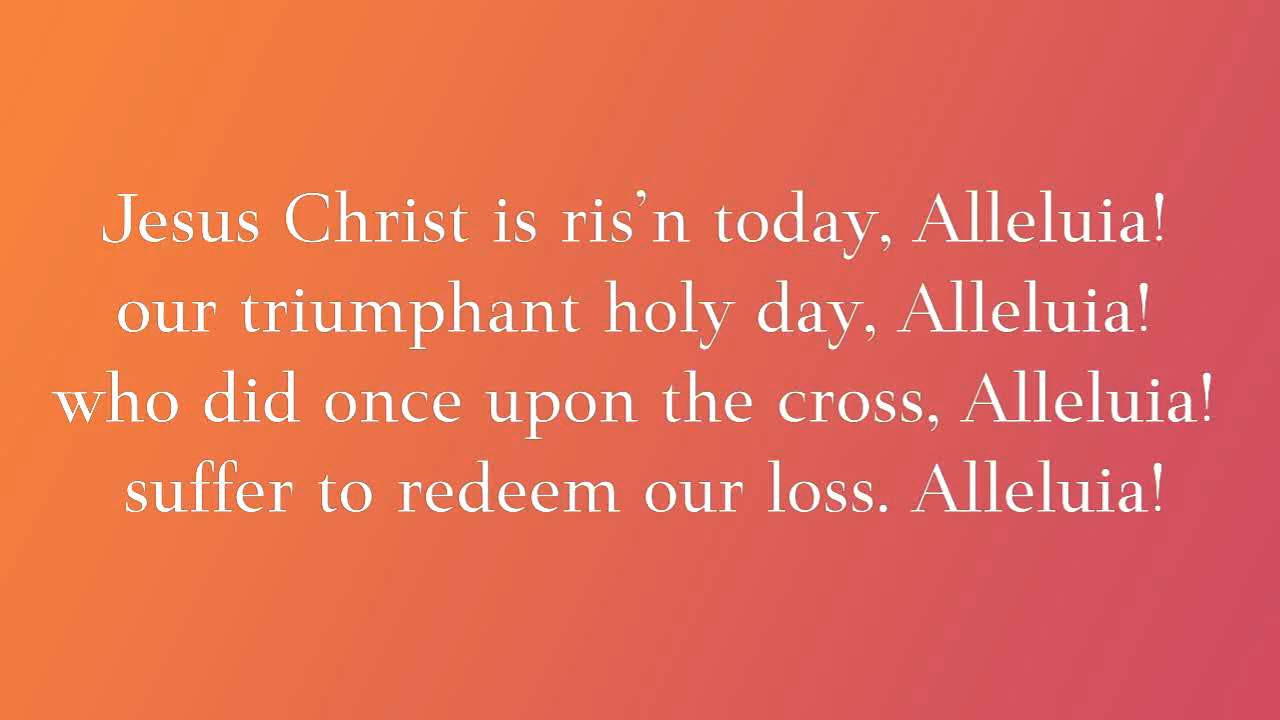 Jesus Christ is ris’n today, Alleluia!
our triumphant holy day, Alleluia!
who did once upon the cross, Alleluia!
suffer to redeem our loss. Alleluia!